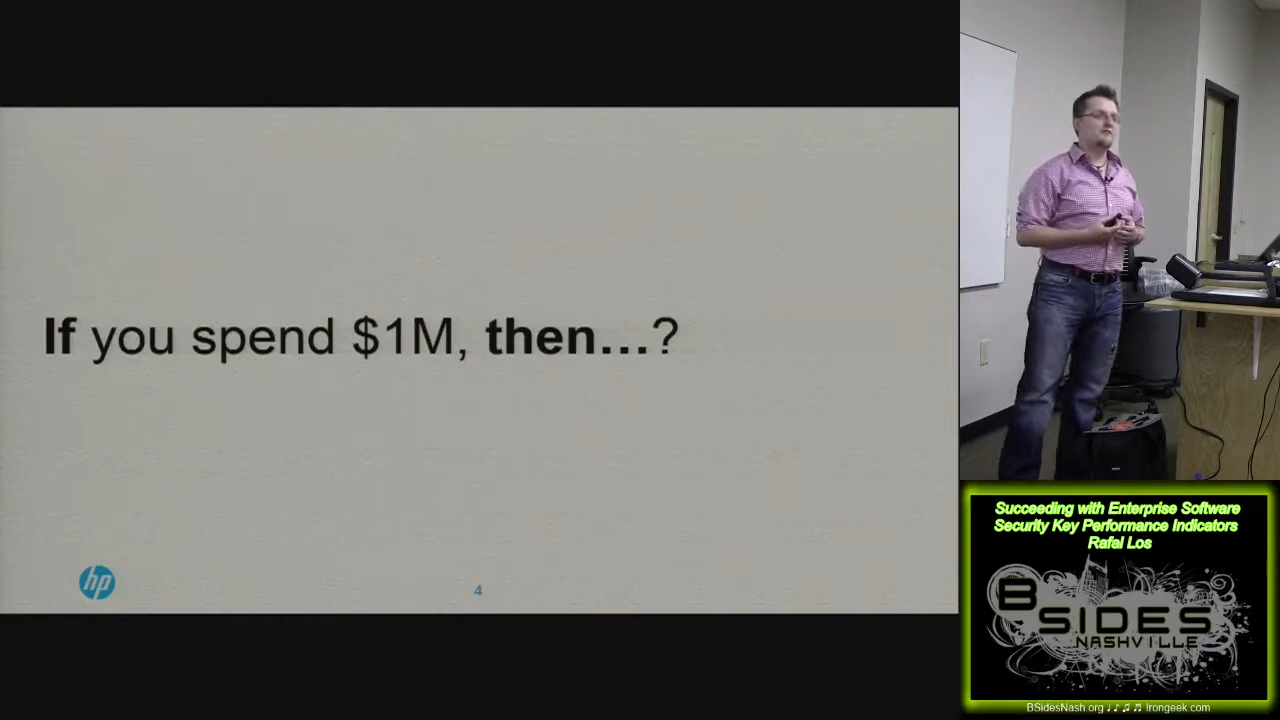 If you spend $1M, then...?
hp
4
Succeeding with Enterprise Software
Security Key Performance Indicators
Rafal Los
BSIDES
NASHVILLE
BSidesNash.org ♩ ♪ ♫ ♬ Irongeek.com